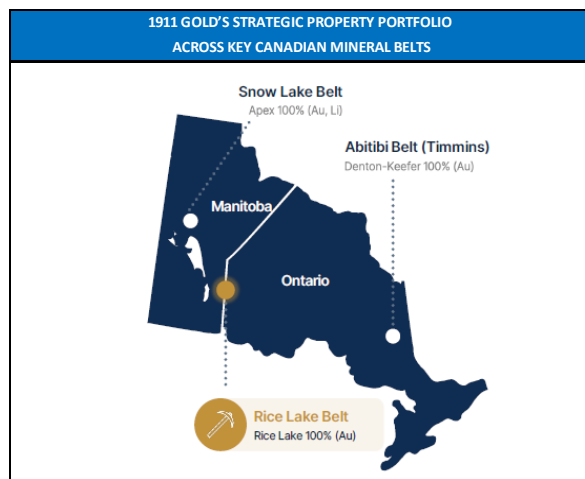 1911 GOLD'S STRATEGIC PROPERTY PORTFOLIO
ACROSS KEY CANADIAN MINERAL BELTS
Snow Lake Belt
Apex 100% (Au, Li)
Abitibi Belt (Timmins)
Denton-Keefer 100% (Au)
Manitoba
Ontario
Rice Lake Belt
Rice Lake 100% (Au)